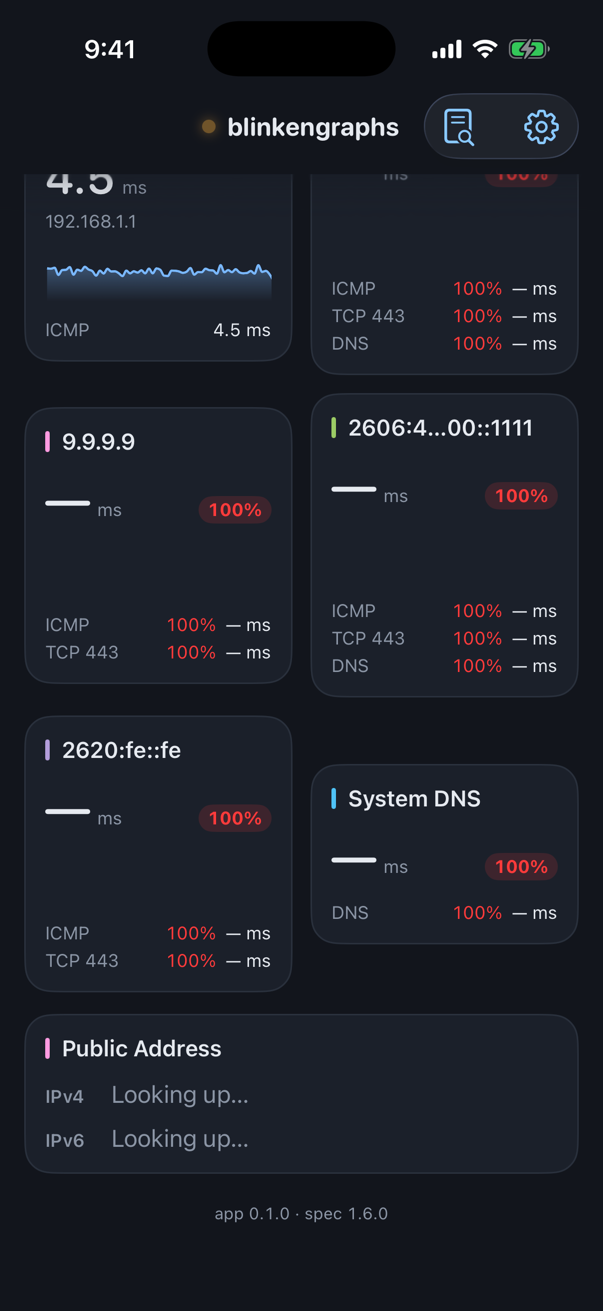 9:41
blinkengraphs
4.5 ms
192.168.1.1
ICMP 4.5 ms
ms 100%
ICMP 100% — ms
TCP 443 100% — ms
DNS 100% — ms
9.9.9.9
— ms 100%
ICMP 100% — ms
TCP 443 100% — ms
2606:4...00::1111
— ms 100%
ICMP 100% — ms
TCP 443 100% — ms
DNS 100% — ms
2620:fe::fe
— ms 100%
ICMP 100% — ms
TCP 443 100% — ms
System DNS
— ms 100%
DNS 100% — ms
Public Address
IPv4 Looking up...
IPv6 Looking up...
app 0.1.0 · spec 1.6.0